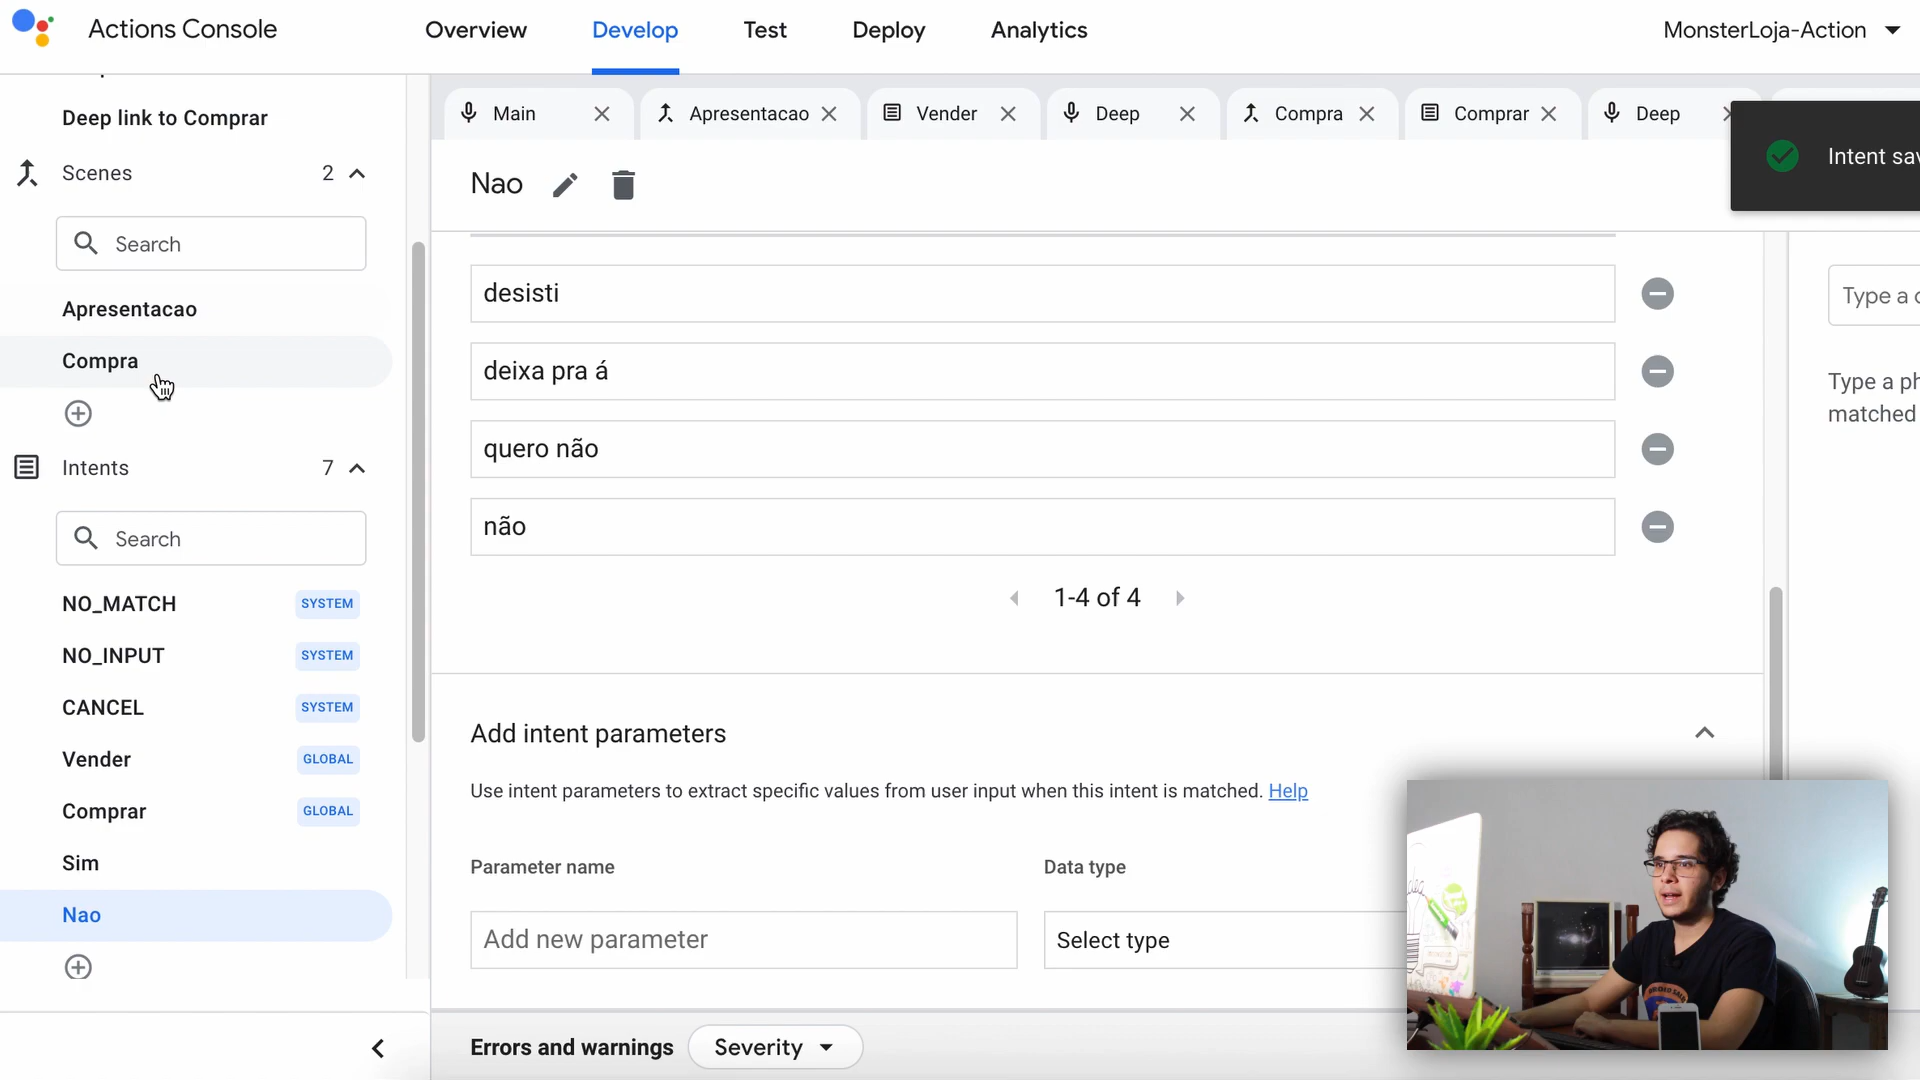 Actions Console
Overview
Develop
Test
Deploy
Analytics
MonsterLoja-Action
Deep link to Comprar
Scenes
2
Search
Apresentacao
Compra
Intents
7
Search
NO_MATCH
SYSTEM
NO_INPUT
SYSTEM
CANCEL
SYSTEM
Vender
GLOBAL
Comprar
GLOBAL
Sim
Nao
Main
Apresentacao
Vender
Deep
Compra
Comprar
Deep
Intent sav
Nao
desisti
deixa pra á
quero não
não
1-4 of 4
Type a
Type a ph
matched
Add intent parameters
Use intent parameters to extract specific values from user input when this intent is matched. Help
Parameter name
Data type
Add new parameter
Select type
Errors and warnings
Severity